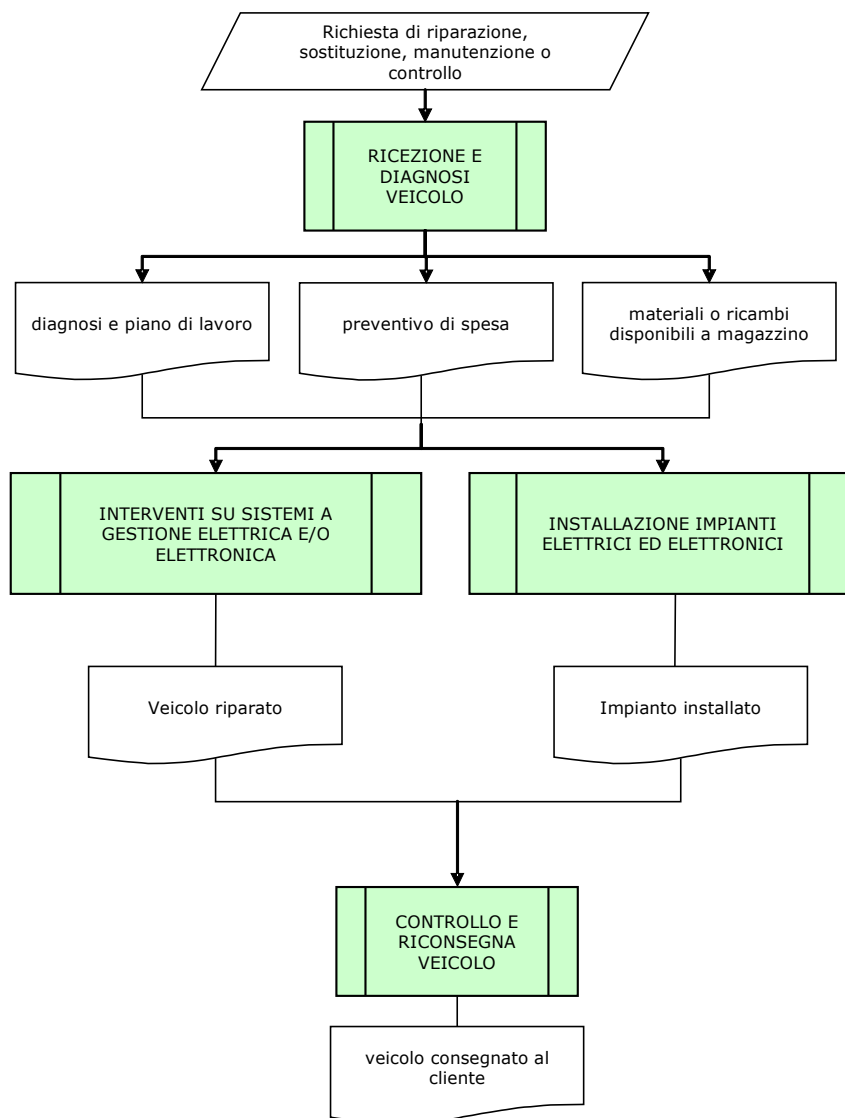 Richiesta di riparazione,
sostituzione, manutenzione o
controllo
RICEZIONE E
DIAGNOSI
VEICOLO
diagnosi e piano di lavoro
preventivo di spesa
materiali o ricambi
disponibili a magazzino
INTERVENTI SU SISTEMI A
GESTIONE ELETTRICA E/O
ELETTRONICA
INSTALLAZIONE IMPIANTI
ELETTRICI ED ELETTRONICI
Veicolo riparato
Impianto installato
CONTROLLO E
RICONSEGNA
VEICOLO
veicolo consegnato al
cliente